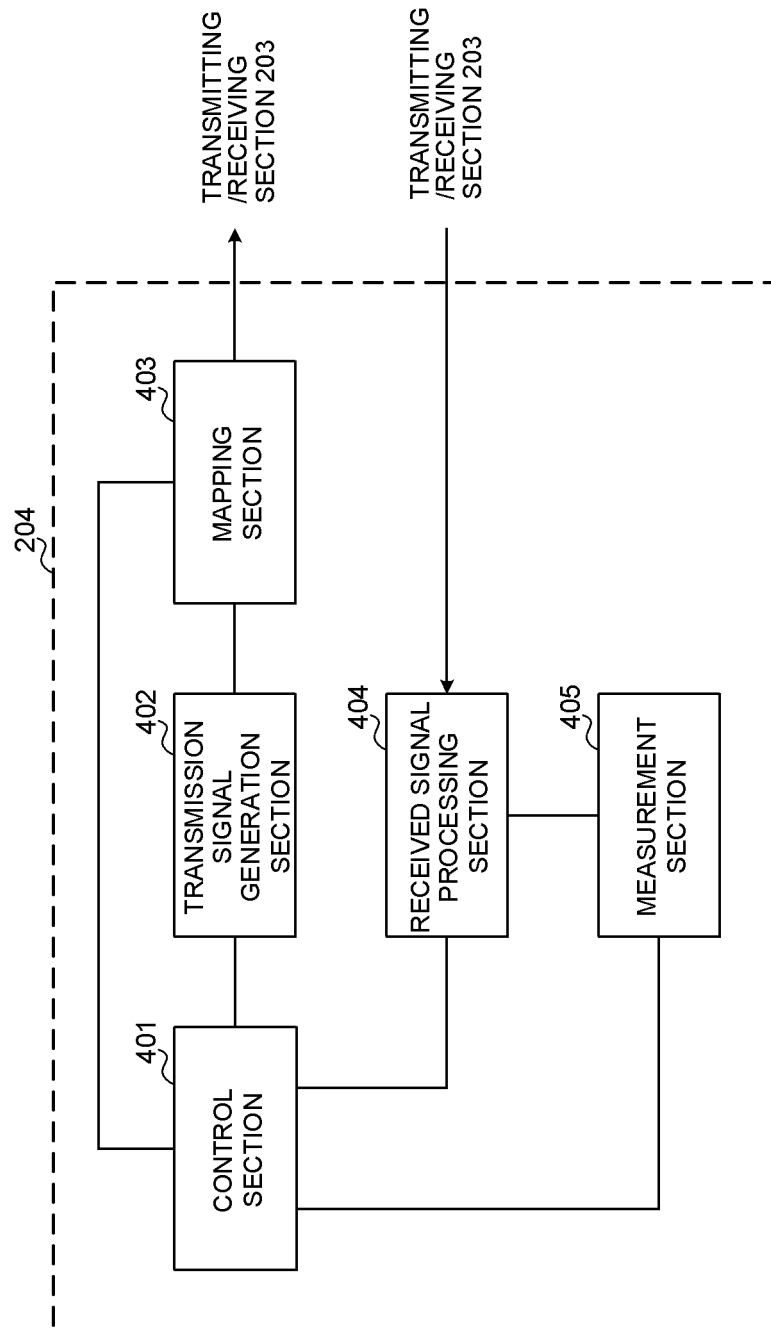 204
401
CONTROL
SECTION
402
TRANSMISSION
SIGNAL
GENERATION
SECTION
403
MAPPING
SECTION
TRANSMITTING
/RECEIVING
SECTION 203
404
RECEIVED SIGNAL
PROCESSING
SECTION
TRANSMITTING
/RECEIVING
SECTION 203
405
MEASUREMENT
SECTION